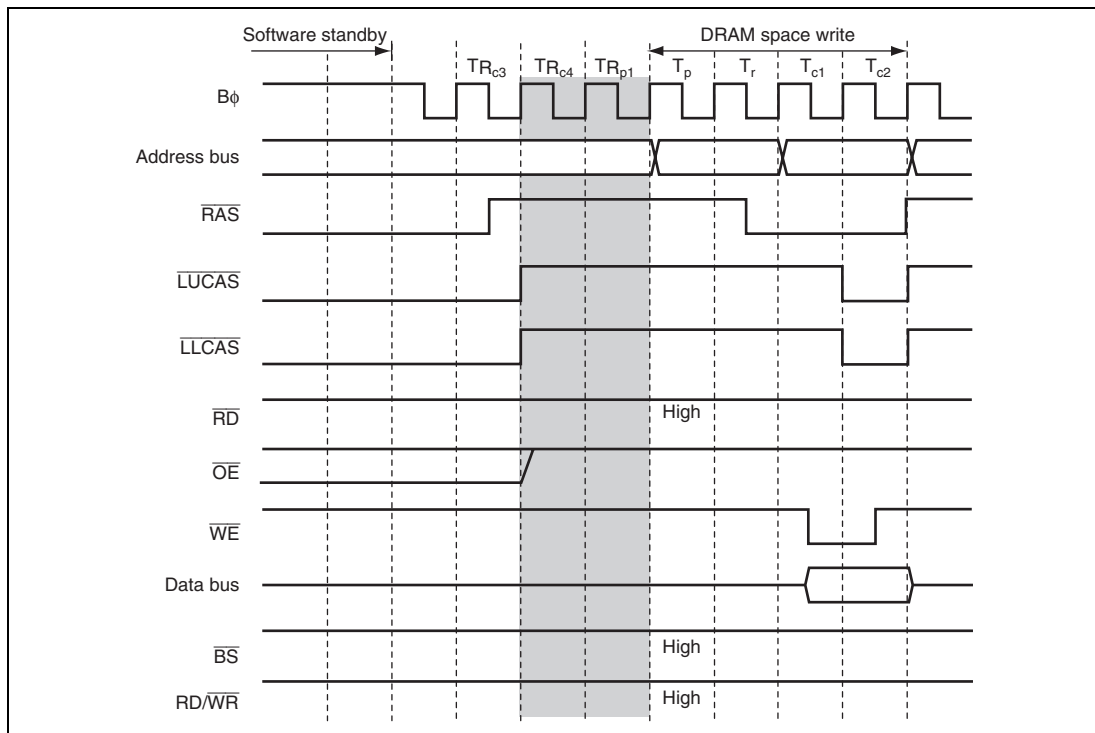 Software standby
DRAM space write
TRc3 TRc4 TRp1 Tp Tr Tc1 Tc2
Bφ
Address bus
RAS
LUCAS
LLCAS
RD
High
OE
WE
Data bus
BS
High
RD/WR
High